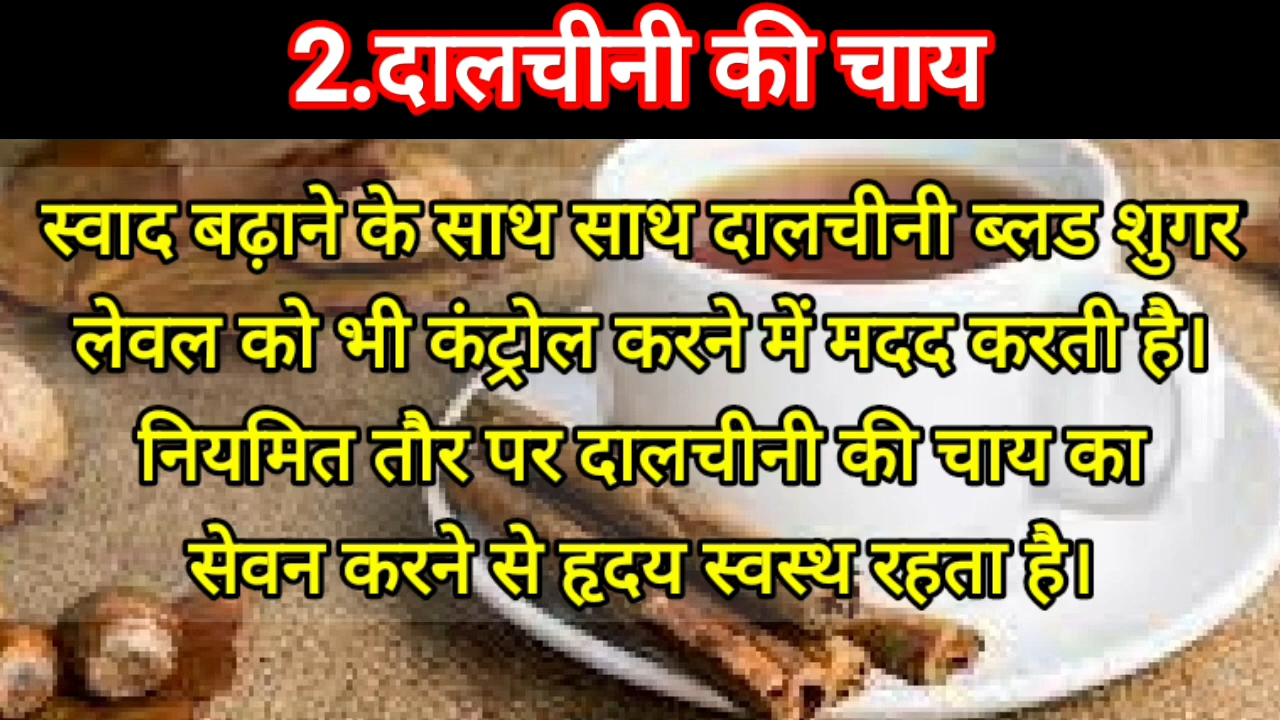 2.दालचीनी की चाय
स्वाद बढ़ाने के साथ साथ दालचीनी ब्लड शुगर
लेवल को भी कंट्रोल करने में मदद करती है।
नियमित तौर पर दालचीनी की चाय का
सेवन करने से हृदय स्वस्थ रहता है।